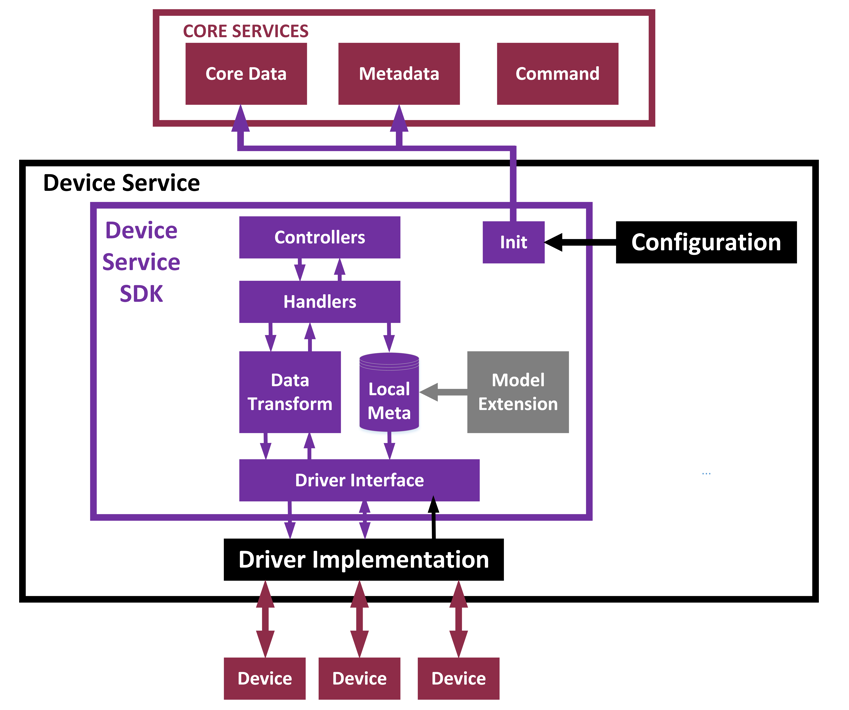 CORE SERVICES
Core Data
Metadata
Command
Device Service
Device
Service
SDK
Controllers
Init
Configuration
Handlers
Data
Transform
Local
Meta
Model
Extension
...
Driver Interface
Driver Implementation
Device
Device
Device